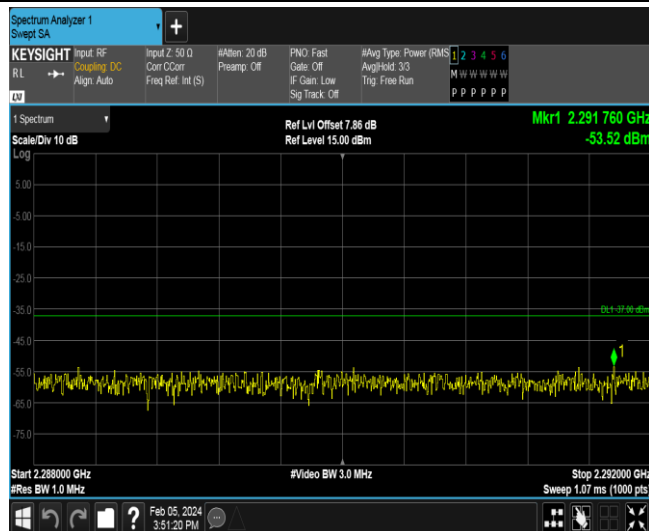 Spectrum Analyzer 1
Swept SA
+
KEYSIGHT
RL
Input: RF
Coupling: DC
Align: Auto
Input Z: 50 Ω
Corr CCorr
Freq Ref: Int (S)
#Atten: 20 dB
Preamp: Off
PNO: Fast
Gate: Off
IF Gain: Low
Sig Track: Off
#Avg Type: Power (RMS
Avg|Hold: 3/3
Trig: Free Run
1 2 3 4 5 6
M W W W W W
P P P P P P
LXI
1 Spectrum
Scale/Div 10 dB
Log
Ref Lvl Offset 7.86 dB
Ref Level 15.00 dBm
Mkr1 2.291 760 GHz
-53.52 dBm
5.00
-5.00
-15.0
-25.0
-35.0
DL1 -37.00 dBm
-45.0
1
-55.0
-65.0
-75.0
Start 2.288000 GHz
#Res BW 1.0 MHz
#Video BW 3.0 MHz
Stop 2.292000 GHz
Sweep 1.07 ms (1000 pts)
?
Feb 05, 2024
3:51:20 PM